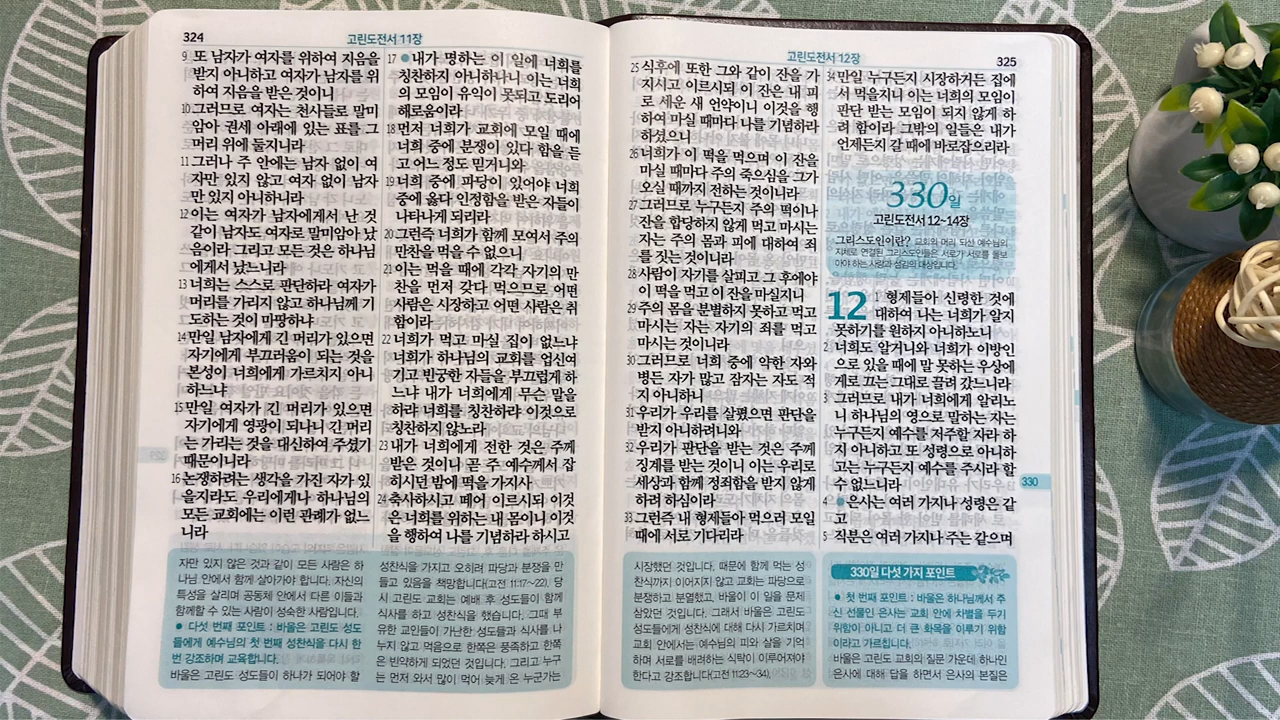 324
고린도전서 11장
9 또 남자가 여자를 위하여 지음을
받지 아니하고 여자가 남자를 위
하여 지음을 받은 것이니
10 그러므로 여자는 천사들로 말미
암아 권세 아래에 있는 표를 그
머리 위에 둘지니라
11 그러나 주 안에는 남자 없이 여
자만 있지 않고 여자 없이 남자
만 있지 아니하니라
12 이는 여자가 남자에게서 난 것
같이 남자도 여자로 말미암아 났
음이라 그리고 모든 것은 하나님
에게서 났느니라
13 너희는 스스로 판단하라 여자가
머리를 가리지 않고 하나님께 기
도하는 것이 마땅하냐
14 만일 남자에게 긴 머리가 있으면
자기에게 부끄러움이 되는 것을
본성이 너희에게 가르치지 아니
하느냐
15 만일 여자가 긴 머리가 있으면
자기에게 영광이 되나니 긴 머리
는 가리는 것을 대신하여 주셨기
때문이니라
16 논쟁하려는 생각을 가진 자가 있
을지라도 우리에게나 하나님의
모든 교회에는 이런 관례가 없느
니라
17 ●내가 명하는 이 일에 너희를
칭찬하지 아니하나니 이는 너희
의 모임이 유익이 못되고 도리어
해로움이라
18 먼저 너희가 교회에 모일 때에
너희 중에 분쟁이 있다 함을 듣
고 어느 정도 믿거니와
19 너희 중에 파당이 있어야 너희
중에 옳다 인정함을 받은 자들이
나타나게 되리라
20 그런즉 너희가 함께 모여서 주의
만찬을 먹을 수 없으니
21 이는 먹을 때에 각각 자기의 만
찬을 먼저 갖다 먹으므로 어떤
사람은 시장하고 어떤 사람은 취
함이라
22 너희가 먹고 마실 집이 없느냐
너희가 하나님의 교회를 업신여
기고 빈궁한 자들을 부끄럽게 하
느냐 내가 너희에게 무슨 말을
하랴 너희를 칭찬하랴 이것으로
칭찬하지 않노라
23 내가 너희에게 전한 것은 주께
받은 것이니 곧 주 예수께서 잡
히시던 밤에 떡을 가지사
24 축사하시고 떼어 이르시되 이것
은 너희를 위하는 내 몸이니 이것
을 행하여 나를 기념하라 하시고
자만 있지 않은 것과 같이 모든 사람은 하
나님 안에서 함께 살아가야 합니다. 자신의
특성을 살리며 공동체 안에서 다른 이들과
함께할 수 있는 사람이 성숙한 사람입니다.
● 다섯 번째 포인트 : 바울은 고린도 성도
들에게 예수님의 첫 번째 성찬식을 다시 한
번 강조하며 교육합니다.
바울은 고린도 성도들이 하나가 되어야 할
성찬식을 가지고 오히려 파당과 분쟁을 만
들고 있음을 책망합니다(고전 11:17~22). 당
시 고린도 교회는 예배 후 성도들이 함께
식사를 하고 성찬식을 했습니다. 그때 부
유한 교인들이 가난한 성도들과 식사를 나
누지 않고 먹음으로 한쪽은 풍족하고 한쪽
은 빈약하게 되었던 것입니다. 그리고 누구
는 먼저 와서 많이 먹어 늦게 온 누군가는
고린도전서 12장
325
25 식후에 또한 그와 같이 잔을 가
지시고 이르시되 이 잔은 내 피
로 세운 새 언약이니 이것을 행
하여 마실 때마다 나를 기념하라
하셨으니
26 너희가 이 떡을 먹으며 이 잔을
마실 때마다 주의 죽으심을 그가
오실 때까지 전하는 것이니라
27 그러므로 누구든지 주의 떡이나
잔을 합당하지 않게 먹고 마시는
자는 주의 몸과 피에 대하여 죄
를 짓는 것이니라
28 사람이 자기를 살피고 그 후에야
이 떡을 먹고 이 잔을 마실지니
29 주의 몸을 분별하지 못하고 먹고
마시는 자는 자기의 죄를 먹고
마시는 것이니라
30 그러므로 너희 중에 약한 자와
병든 자가 많고 잠자는 자도 적
지 아니하니
31 우리가 우리를 살폈으면 판단을
받지 아니하려니와
32 우리가 판단을 받는 것은 주께
징계를 받는 것이니 이는 우리로
세상과 함께 정죄함을 받지 않게
하려 하심이라
33 그런즉 내 형제들아 먹으러 모일
때에 서로 기다리라
34 만일 누구든지 시장하거든 집에
서 먹을지니 이는 너희의 모임이
판단 받는 모임이 되지 않게 하
려 함이라 그밖의 일들은 내가
언제든지 갈 때에 바로잡으리라
330일
고린도전서 12~14장
그리스도인이란? 교회의 머리 되신 예수님의
지체로 연결된 그리스도인들은 서로가 서로를 돌보
아야 하는 사랑과 섬김의 대상입니다.
12 1 형제들아 신령한 것에
대하여 나는 너희가 알지
못하기를 원하지 아니하노니
2 너희도 알거니와 너희가 이방인
으로 있을 때에 말 못하는 우상에
게로 끄는 그대로 끌려 갔느니라
3 그러므로 내가 너희에게 알리노
니 하나님의 영으로 말하는 자는
누구든지 예수를 저주할 자라 하
지 아니하고 또 성령으로 아니하
고는 누구든지 예수를 주시라 할
수 없느니라
4 ●은사는 여러 가지나 성령은 같
고
5 직분은 여러 가지나 주는 같으며
330
시장했던 것입니다. 때문에 함께 먹는 성
찬식까지 이어지지 않고 교회는 파당으로
분쟁하고 분열했고, 바울이 이 일을 문제
삼았던 것입니다. 그래서 바울은 고린도
성도들에게 성찬식에 대해 다시 가르치며,
교회 안에서는 예수님의 피와 살을 기억
하며 서로를 배려하는 식탁이 이루어져야
한다고 강조합니다(고전 11:23~34).
330일 다섯 가지 포인트
● 첫 번째 포인트 : 바울은 하나님께서 주
신 선물인 은사는 교회 안에 차별을 두기
위함이 아니고 더 큰 화목을 이루기 위함
이라고 가르칩니다.
바울은 고린도 교회의 질문 가운데 하나인
은사에 대해 답을 하면서 은사의 본질은